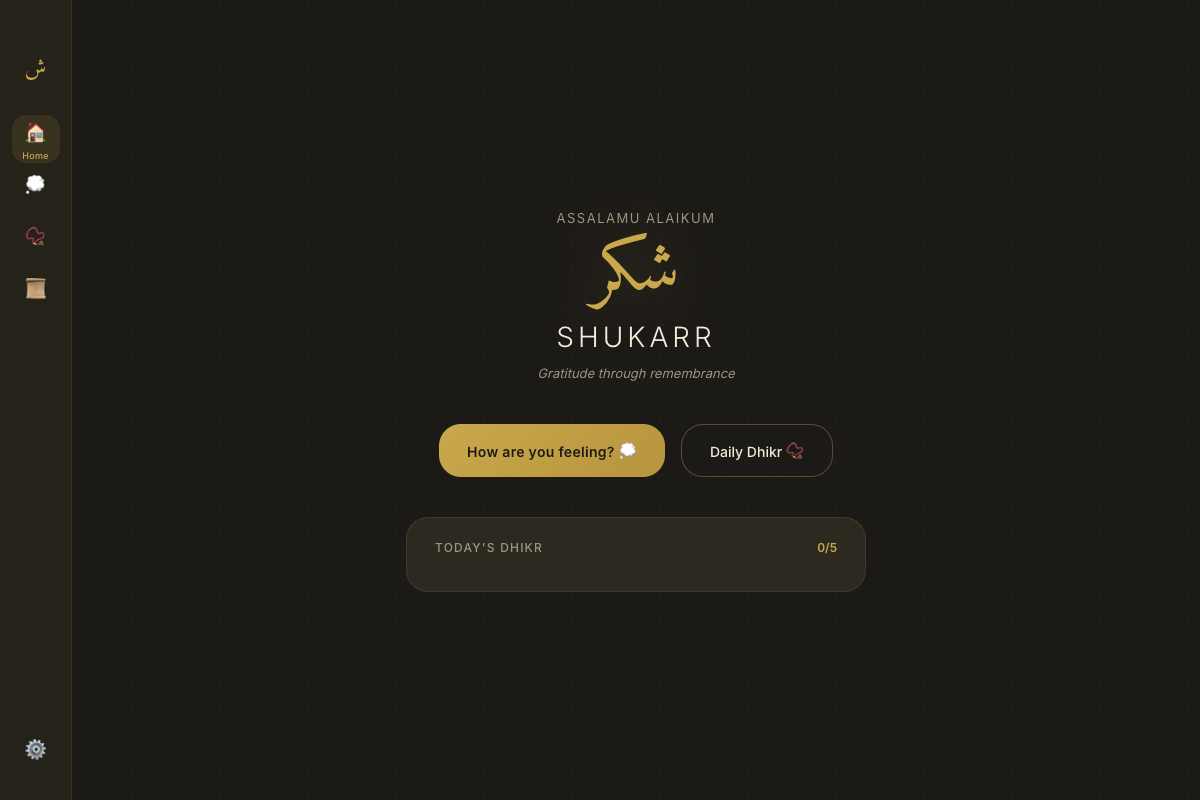 ش
Home
ASSALAMU ALAIKUM
شكر
SHUKARR
Gratitude through remembrance
How are you feeling? 💭
Daily Dhikr 📿
TODAY'S DHIKR 0/5